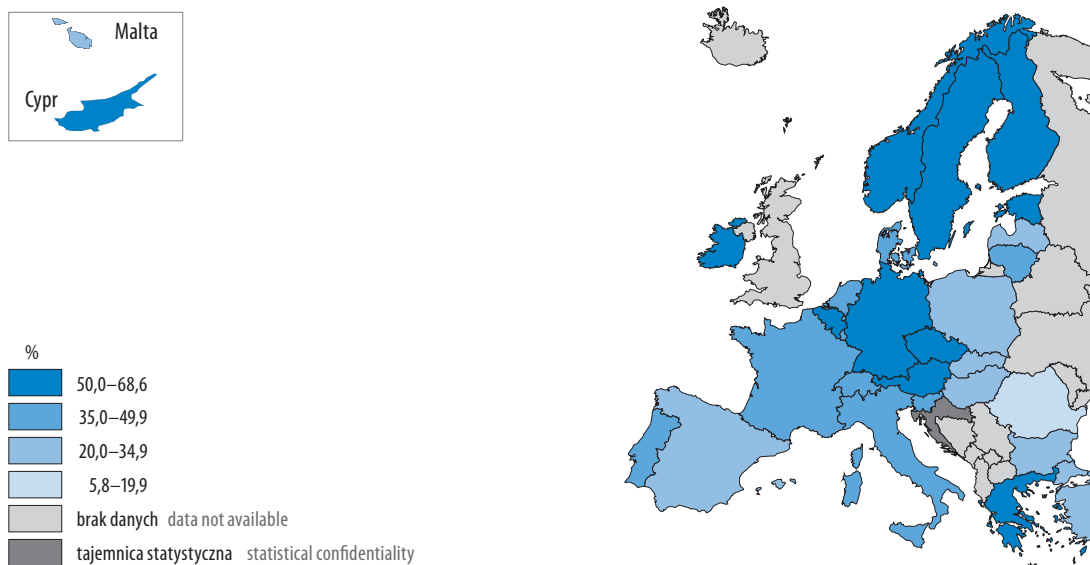 Malta
Cypr
%
50,0–68,6
35,0–49,9
20,0–34,9
5,8–19,9
brak danych data not available
tajemnica statystyczna statistical confidentiality